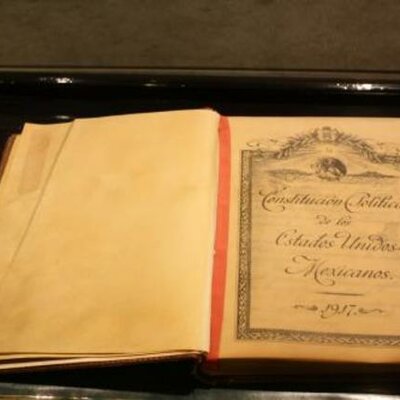 Constitución Política
de los
Estados Unidos
Mexicanos.
1917.